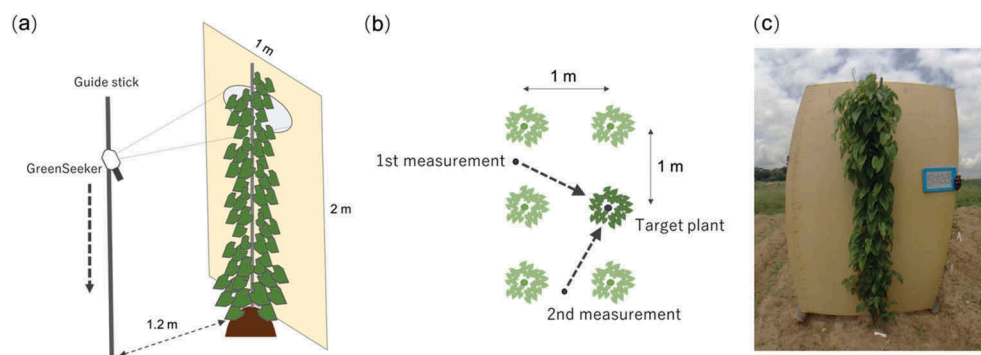 (a)
1 m
Guide stick
GreenSeeker
2 m
1.2 m
(b)
1 m
1st measurement
1 m
Target plant
2nd measurement
(c)